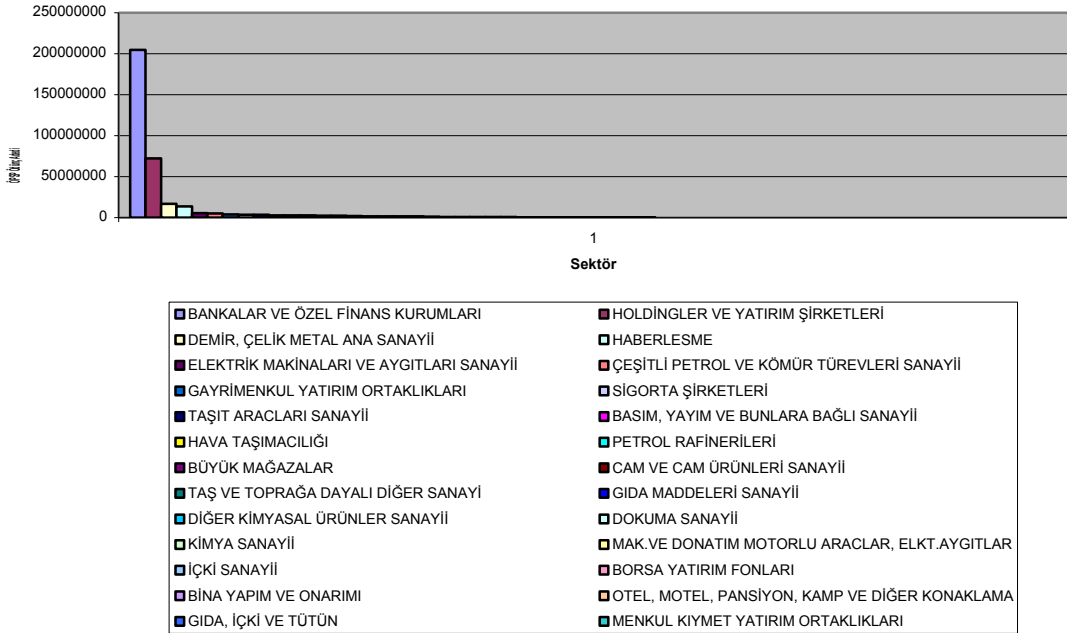 250000000
200000000
150000000
100000000
50000000
0
1
Sektör
BANKALAR VE ÖZEL FİNANS KURUMLARI
HOLDİNGLER VE YATIRIM ŞİRKETLERİ
DEMİR, ÇELİK METAL ANA SANAYİİ
HABERLESME
ELEKTRİK MAKİNALARI VE AYGITLARI SANAYİİ
ÇEŞİTLİ PETROL VE KÖMÜR TÜREVLERİ SANAYİİ
GAYRİMENKUL YATIRIM ORTAKLIKLARI
SİGORTA ŞİRKETLERİ
TAŞIT ARACLARI SANAYİİ
BASIM, YAYIM VE BUNLARA BAĞLI SANAYİİ
HAVA TAŞIMACILIĞI
PETROL RAFİNERİLERİ
BÜYÜK MAĞAZALAR
CAM VE CAM ÜRÜNLERİ SANAYİİ
TAŞ VE TOPRAĞA DAYALI DİĞER SANAYİ
GIDA MADDELERİ SANAYİİ
DİĞER KİMYASAL ÜRÜNLER SANAYİİ
DOKUMA SANAYİİ
KİMYA SANAYİİ
MAK.VE DONATIM MOTORLU ARACLAR, ELKT.AYGITLAR
İÇKİ SANAYİİ
BORSA YATIRIM FONLARI
BİNA YAPIM VE ONARIMI
OTEL, MOTEL, PANSİYON, KAMP VE DİĞER KONAKLAMA
GIDA, İÇKİ VE TÜTÜN
MENKUL KIYMET YATIRIM ORTAKLIKLARI